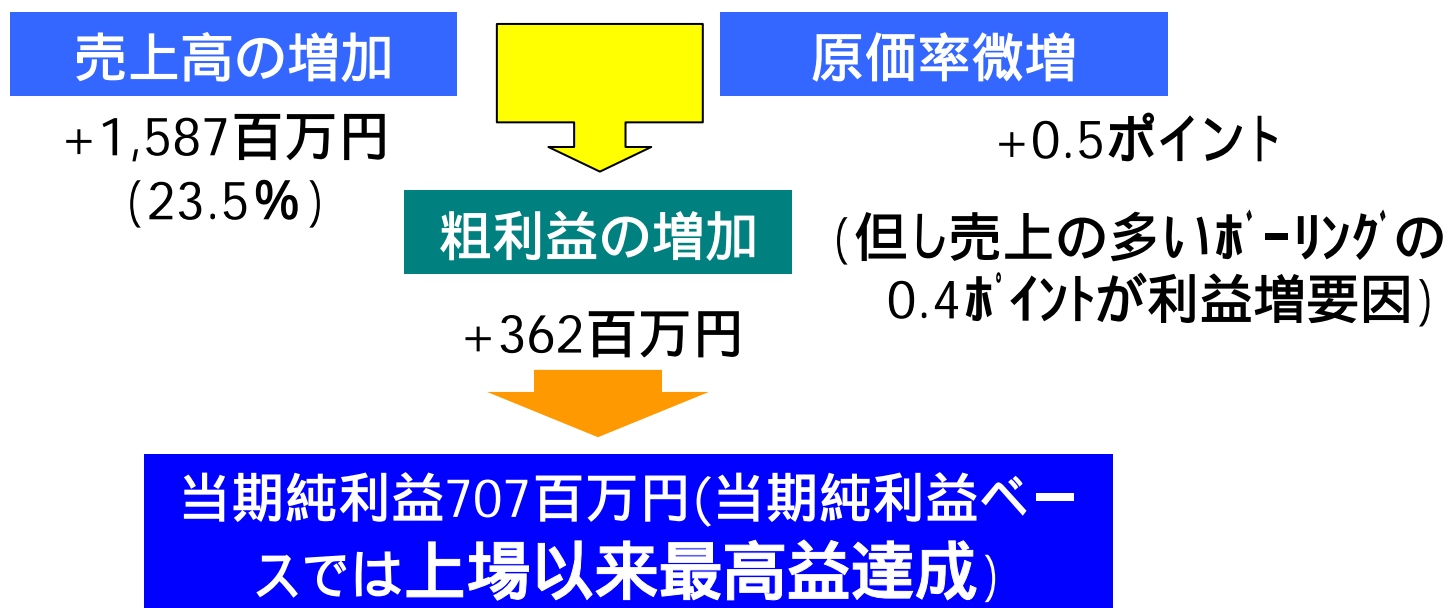 売上高の増加
+1,587百万円
(23.5%)
原価率微増
+0.5ポイント
(但し売上の多いﾎﾞｰﾘﾝｸﾞの
0.4ﾎﾟｲﾝﾄが利益増要因)
粗利益の増加
+362百万円
当期純利益707百万円(当期純利益ベー
スでは上場以来最高益達成)